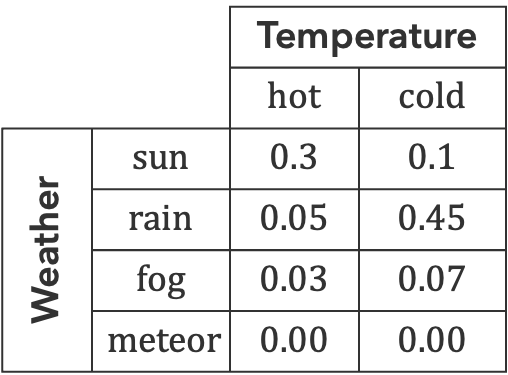 Temperature
hot cold
Weather
sun 0.3 0.1
rain 0.05 0.45
fog 0.03 0.07
meteor 0.00 0.00